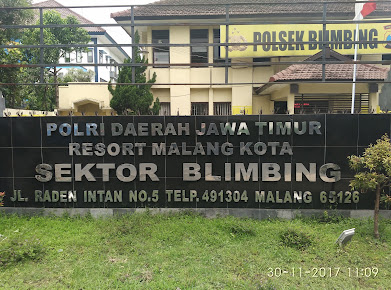 POLSEK BLIMBING
POLRI DAERAH JAWA TIMUR
RESORT MALANG KOTA
SEKTOR BLIMBING
JL. RADEN INTAN NO.5 TELP. 491304 MALANG 65126
30-11-2017 11:09